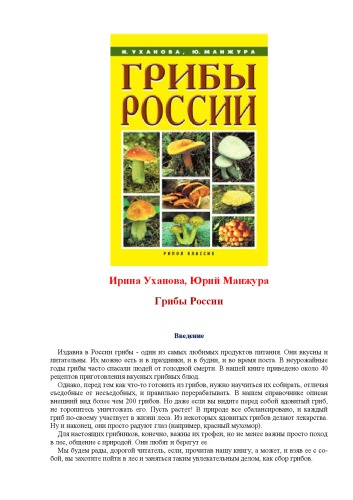 И. УХАНОВА, Ю. МАНЖУРА
ГРИБЫ
РОССИИ
РИПОЛ КЛАССИК
Ирина Уханова, Юрий Манжура
Грибы России
Введение
Издавна в России грибы - одни из самых любимых продуктов питания. Они вкусны и
питательны. Их можно есть и в праздники, и в будни, и во время поста. В неурожайные
годы грибы часто спасали людей от голодной смерти. В нашей книге приведено около 40
рецептов приготовления вкусных грибных блюд.
Однако, перед тем как что-то готовить из грибов, нужно научиться их собирать, отличая
съедобные от несъедобных, и правильно перерабатывать. В нашем справочнике описан
внешний вид более чем 200 грибов. Но даже если вы видите перед собой ядовитый гриб,
не торопитесь уничтожать его. Пусть растет! В природе все сбалансировано, и каждый
гриб по-своему участвует в жизни леса. Из некоторых ядовитых грибов делают лекарства.
Ну и наконец, они просто радуют глаз (например, красный мухомор).
Для настоящих грибников, конечно, важны их трофеи, но не менее важны просто поход
в лес, общение с природой. Они любят и берегут ее.
Мы будем рады, дорогой читатель, если, прочитав нашу книгу, а может, и взяв ее с со-
бой, вы захотите пойти в лес и заняться таким увлекательным делом, как сбор грибов.